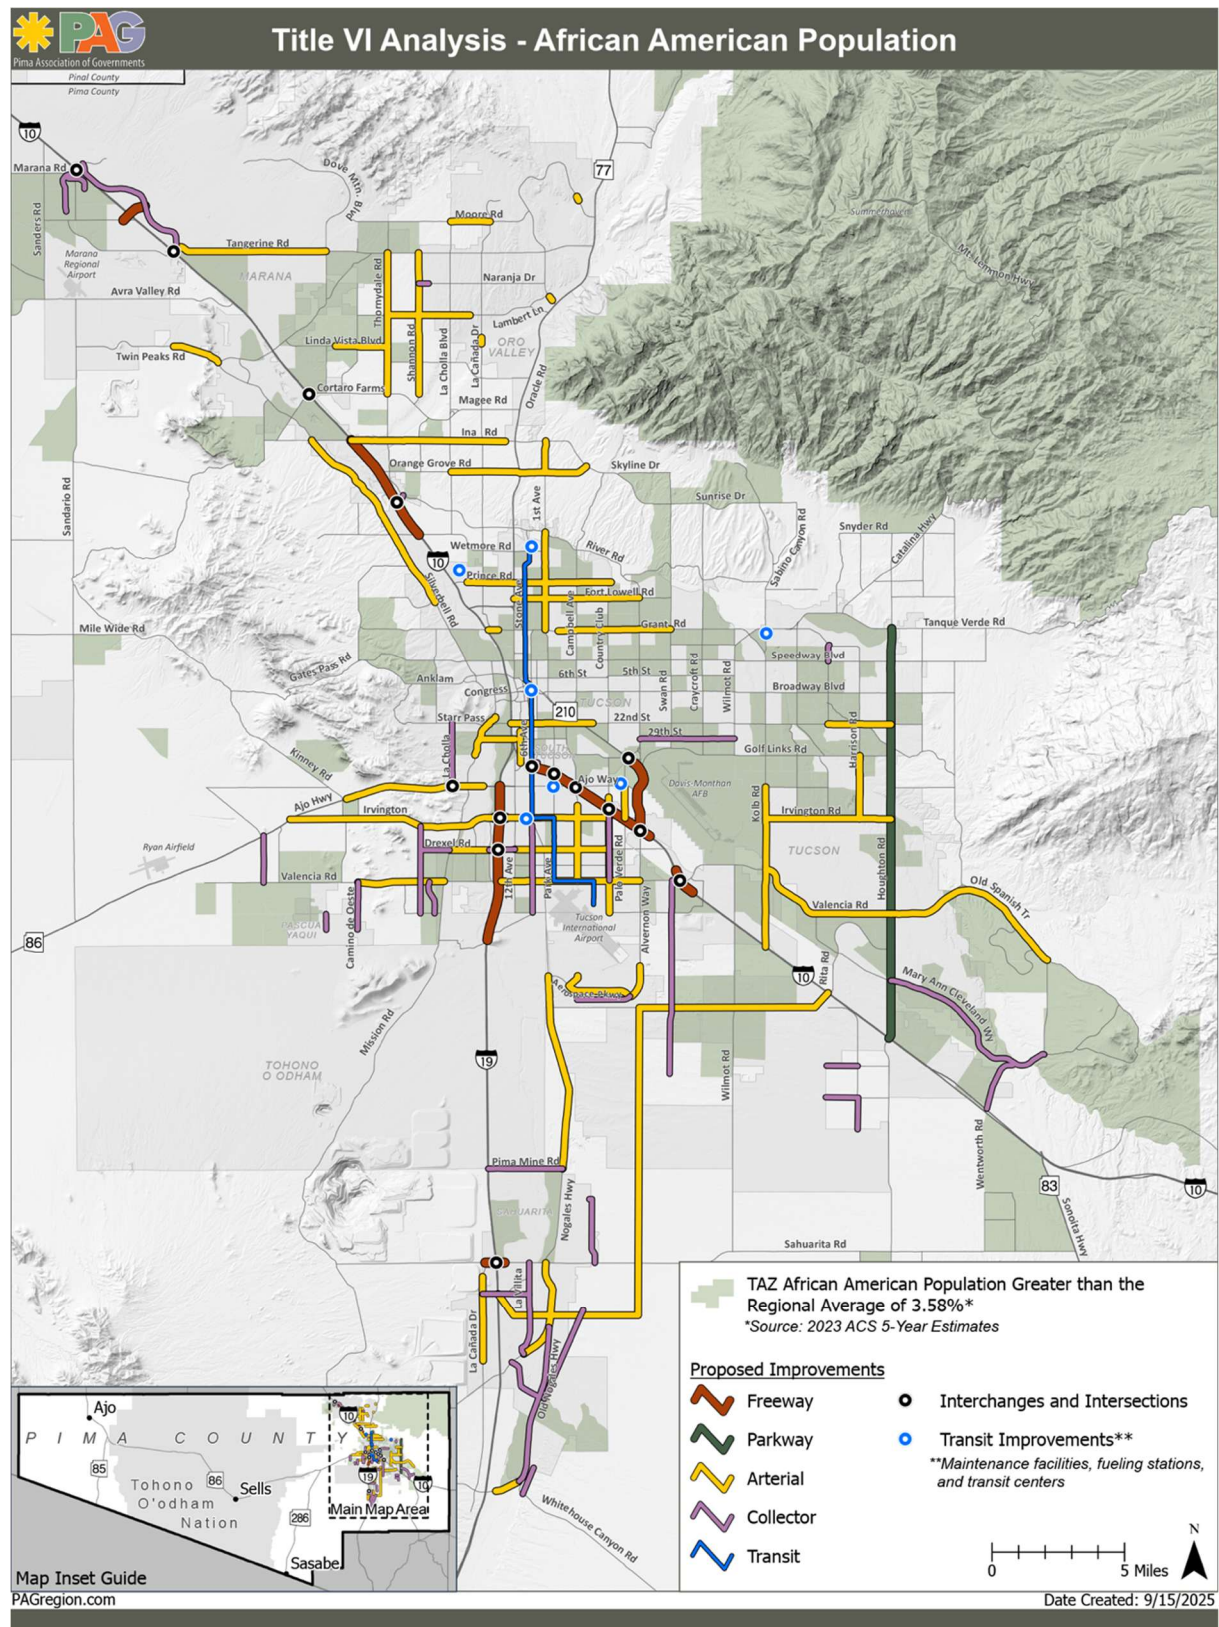 PAG
Pima Association of Governments
Title VI Analysis - African American Population
Pinal County
Pima County
10
Marana Rd
Dove Mtn. Blvd
77
Sanders Rd
Moore Rd
Summerhaven
Tangerine Rd
Marana
Regional
Airport
MARANA
Mt Lemmon Hwy
Naranja Dr
Avra Valley Rd
Thornydale Rd
Lambert Ln
Linda Vista Blvd
Shannon Rd
La Cholla Blvd
La Cañada Dr
ORO
VALLEY
Twin Peaks Rd
Cortaro Farms
Oracle Rd
Magee Rd
Ina Rd
Orange Grove Rd
Skyline Dr
Sandario Rd
1st Ave
Sunrise Dr
Sabino Canyon Rd
Snyder Rd
Catalina Hwy
Wetmore Rd
River Rd
10
Prince Rd
Silverbell Rd
Stone Ave
Fort Lowell Rd
Campbell Ave
Country Club
Mile Wide Rd
Grant Rd
Tanque Verde Rd
Speedway Blvd
Gates Pass Rd
Anklam
6th St
5th St
Swan Rd
Craycroft Rd
Wilmot Rd
Congress
Broadway Blvd
TUCSON
210
Starr Pass
22nd St
29th St
6th Ave
SOUTH
TUCSON
La Cholla
Golf Links Rd
Harrison Rd
Kinney Rd
Ajo Way
Davis-Monthan
AFB
Ajo Hwy
Irvington
Kolb Rd
Irvington Rd
Ryan Airfield
Drexel Rd
TUCSON
Houghton Rd
Valencia Rd
12th Ave
Park Ave
Palo Verde Rd
Old Spanish Tr
Valencia Rd
Camino de Oeste
PASCUA
YAQUI
Tucson
International
Airport
Alvernon Way
86
Rita Rd
10
Aerospace Pkwy
Mary Ann Cleveland Wy
Mission Rd
19
TOHONO
O ODHAM
Wilmot Rd
Wentworth Rd
Pima Mine Rd
83
10
SAHUARITA
Nogales Hwy
Sonoita Hwy
Sahuarita Rd
La Villita
La Cañada Dr
Old Nogales Hwy
Whitehouse Canyon Rd
TAZ African American Population Greater than the
Regional Average of 3.58%*
*Source: 2023 ACS 5-Year Estimates
Proposed Improvements
Freeway
Interchanges and Intersections
Parkway
Transit Improvements**
Arterial
**Maintenance facilities, fueling stations,
and transit centers
Collector
Transit
N
0
5 Miles
Ajo
10
PIMA COUNTY
85
86
Sells
19
10
Tohono
O'odham
Nation
Main Map Area
286
Sasabe
Map Inset Guide
PAGregion.com
Date Created: 9/15/2025